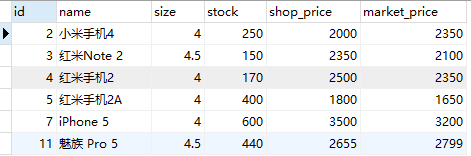 id name size stock shop_price market_price
2 小米手机4 4 250 2000 2350
3 红米Note 2 4.5 150 2350 2100
4 红米手机2 4 170 2500 2350
5 红米手机2A 4 400 1800 1650
7 iPhone 5 4 600 3500 3200
11 魅族 Pro 5 4.5 440 2655 2799